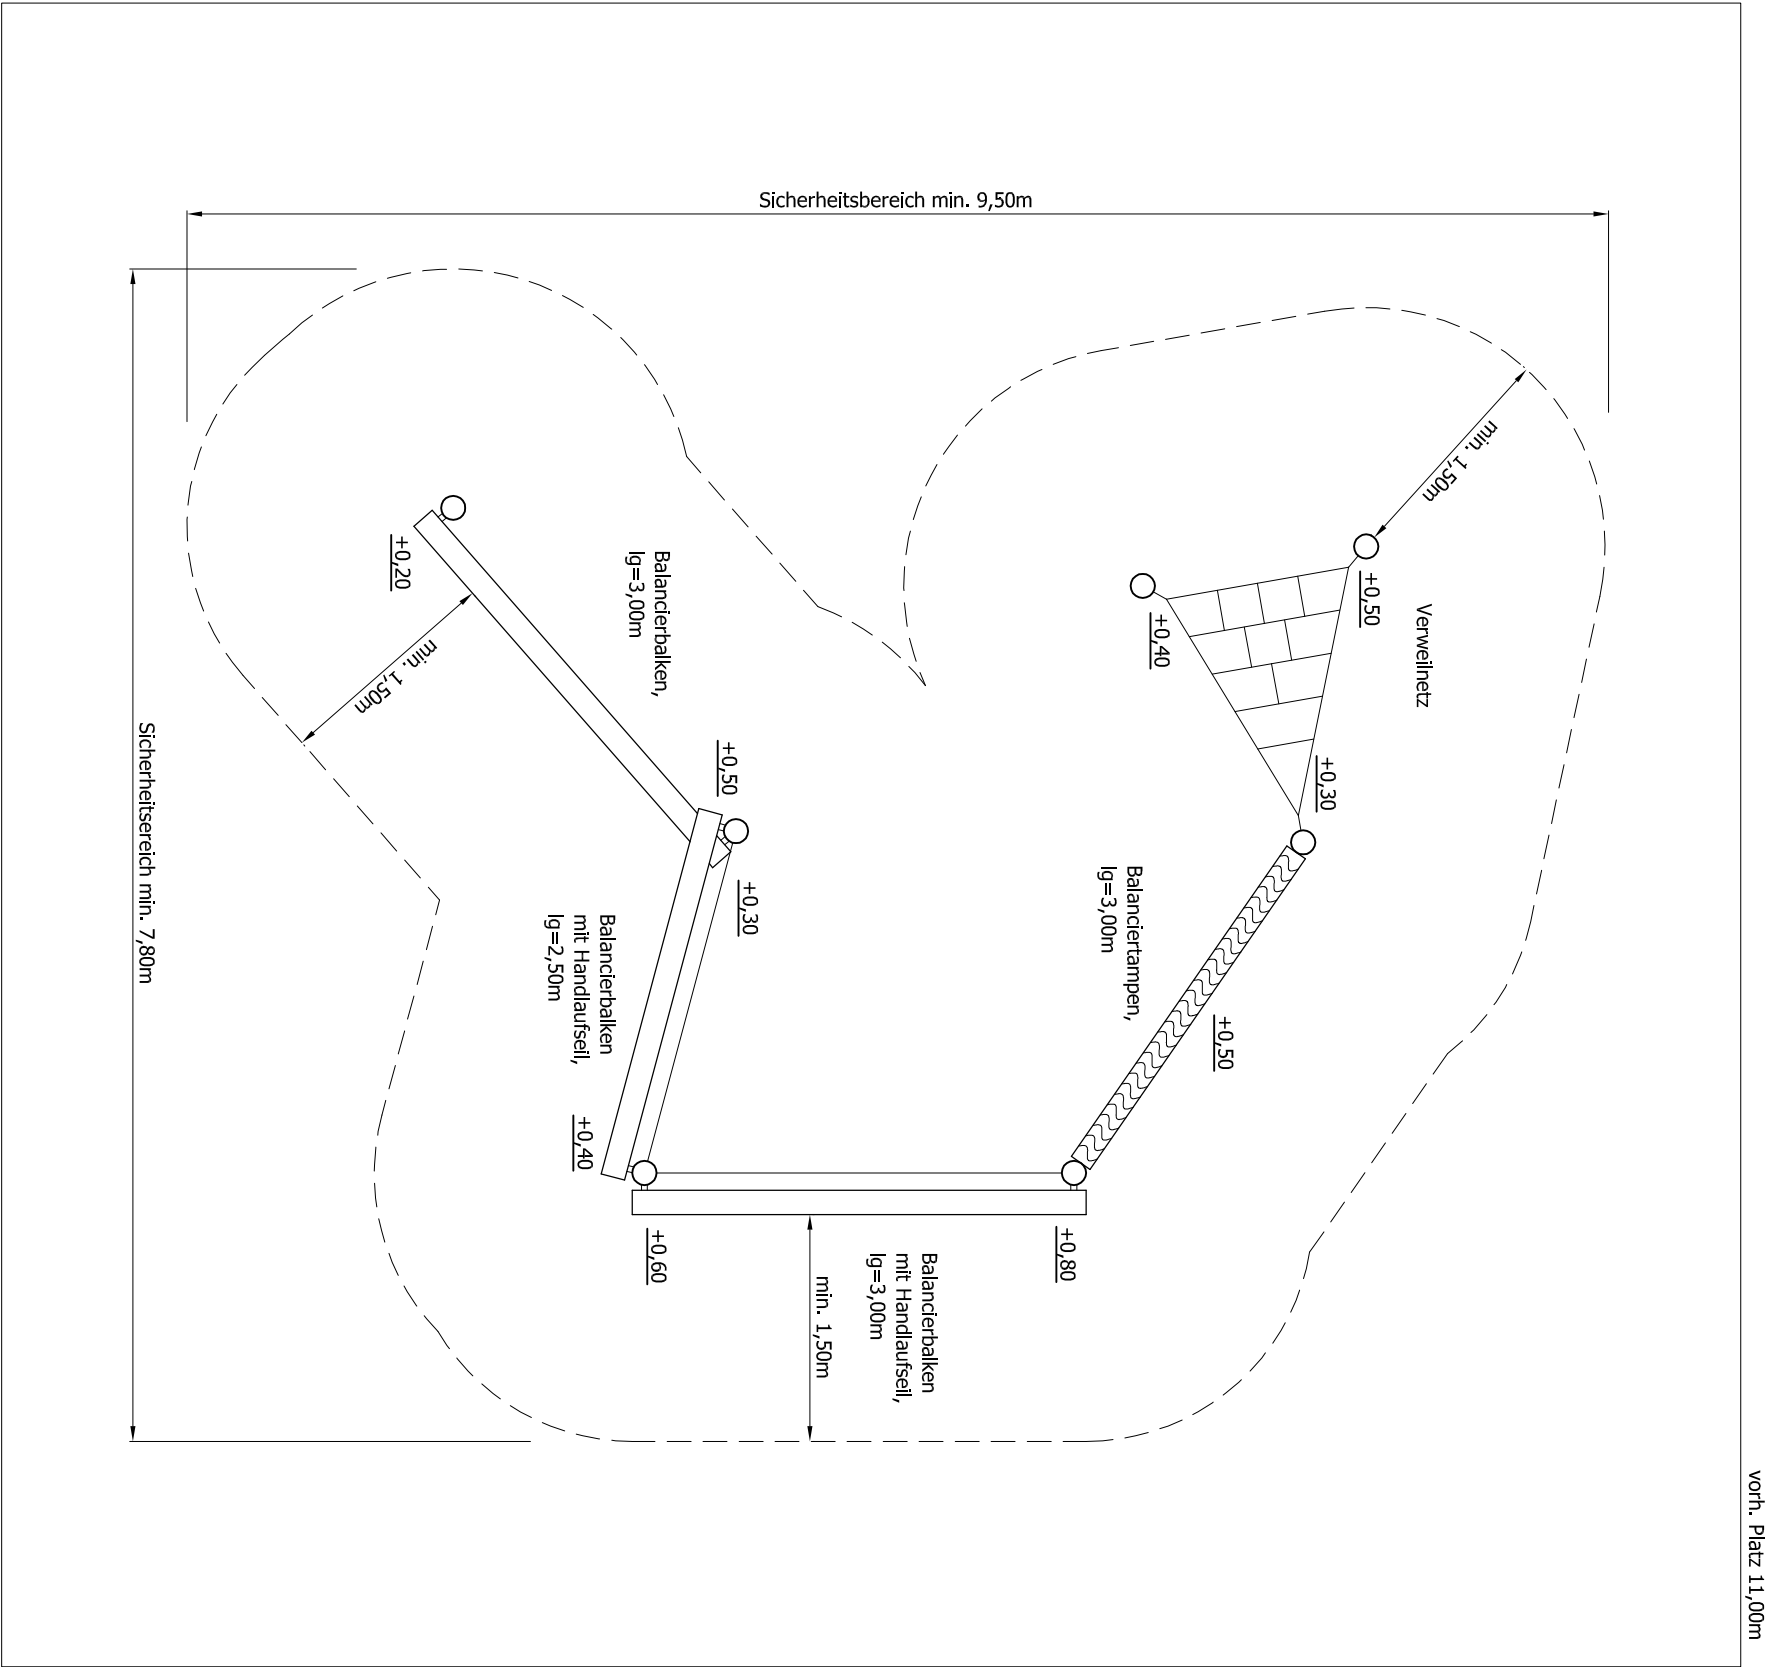 Sicherheitsbereich min. 9,50m
min. 1,50m
+0,50
Verweilnetz
+0,40
+0,20
Balancierbalken,
lg=3,00m
min. 1,50m
+0,50
+0,30
+0,30
Balanciertampen,
lg=3,00m
Sicherheitsereich min. 7,80m
Balancierbalken
mit Handlaufseil,
lg=2,50m
+0,50
+0,40
+0,60
+0,80
Balancierbalken
mit Handlaufseil,
lg=3,00m
min. 1,50m
vorh. Platz 11,00m